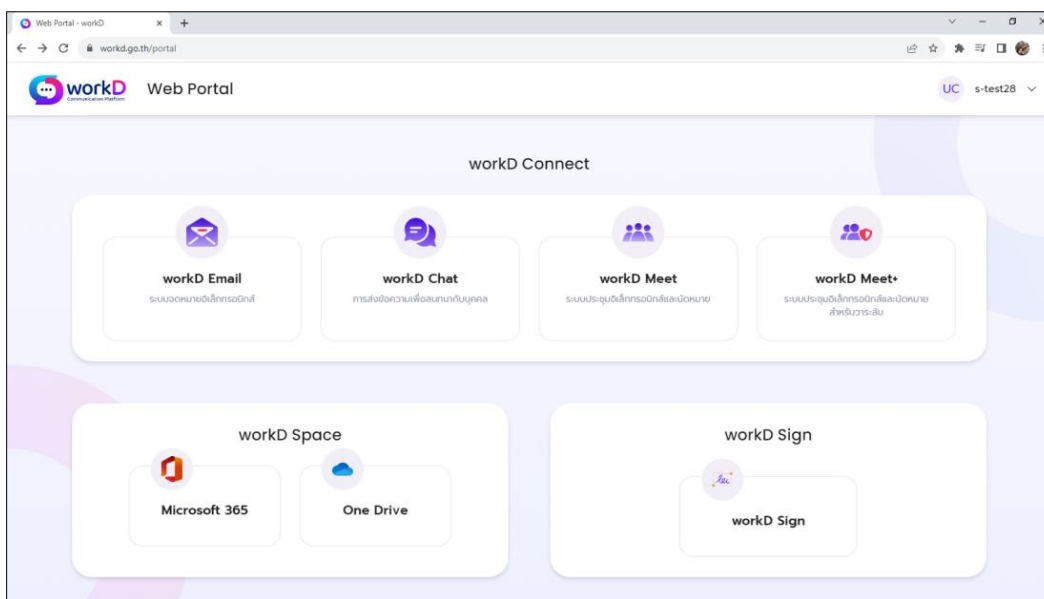 Web Portal - workD
workd.go.th/portal
workD
Communication Platform
Web Portal
UC s-test28
workD Connect
workD Email
ระบบจดหมายอิเล็กทรอนิกส์
workD Chat
การส่งข้อความเพื่อสนทนากับบุคคล
workD Meet
ระบบประชุมอิเล็กทรอนิกส์และนัดหมาย
workD Meet+
ระบบประชุมอิเล็กทรอนิกส์และนัดหมาย
สำหรับวาระลับ
workD Space
Microsoft 365
One Drive
workD Sign
workD Sign